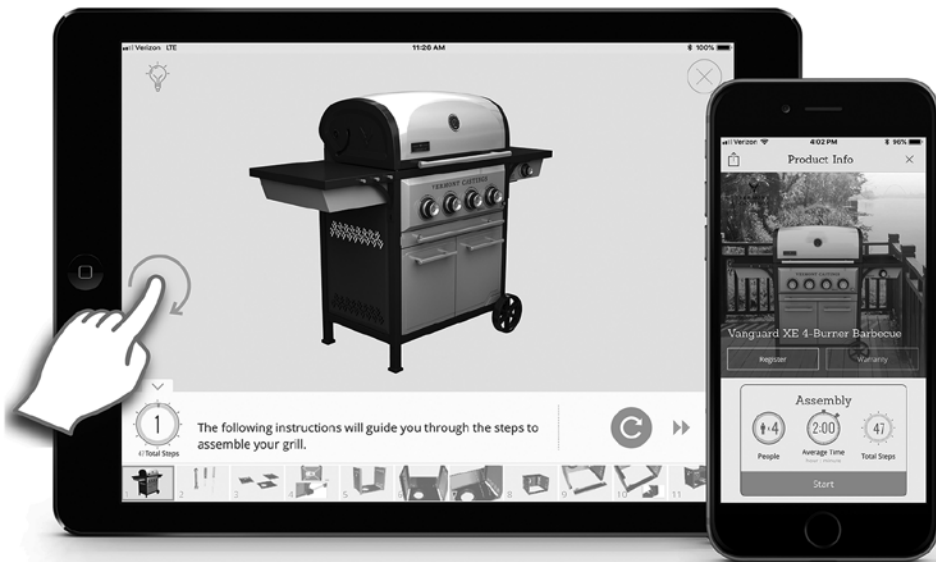 Verizon LTE
11:26 AM
100%
VERMONT CASTINGS
1
47 Total Steps
The following instructions will guide you through the steps to
assemble your grill.
1
2
3
4
5
6
7
8
9
10
11
Verizon
4:02 PM
96%
Product Info
VERMONT CASTINGS
Vanguard XE 4-Burner Barbecue
Register
Warranty
Assembly
4
2:00
47
People
Average Time
Total Steps
Start